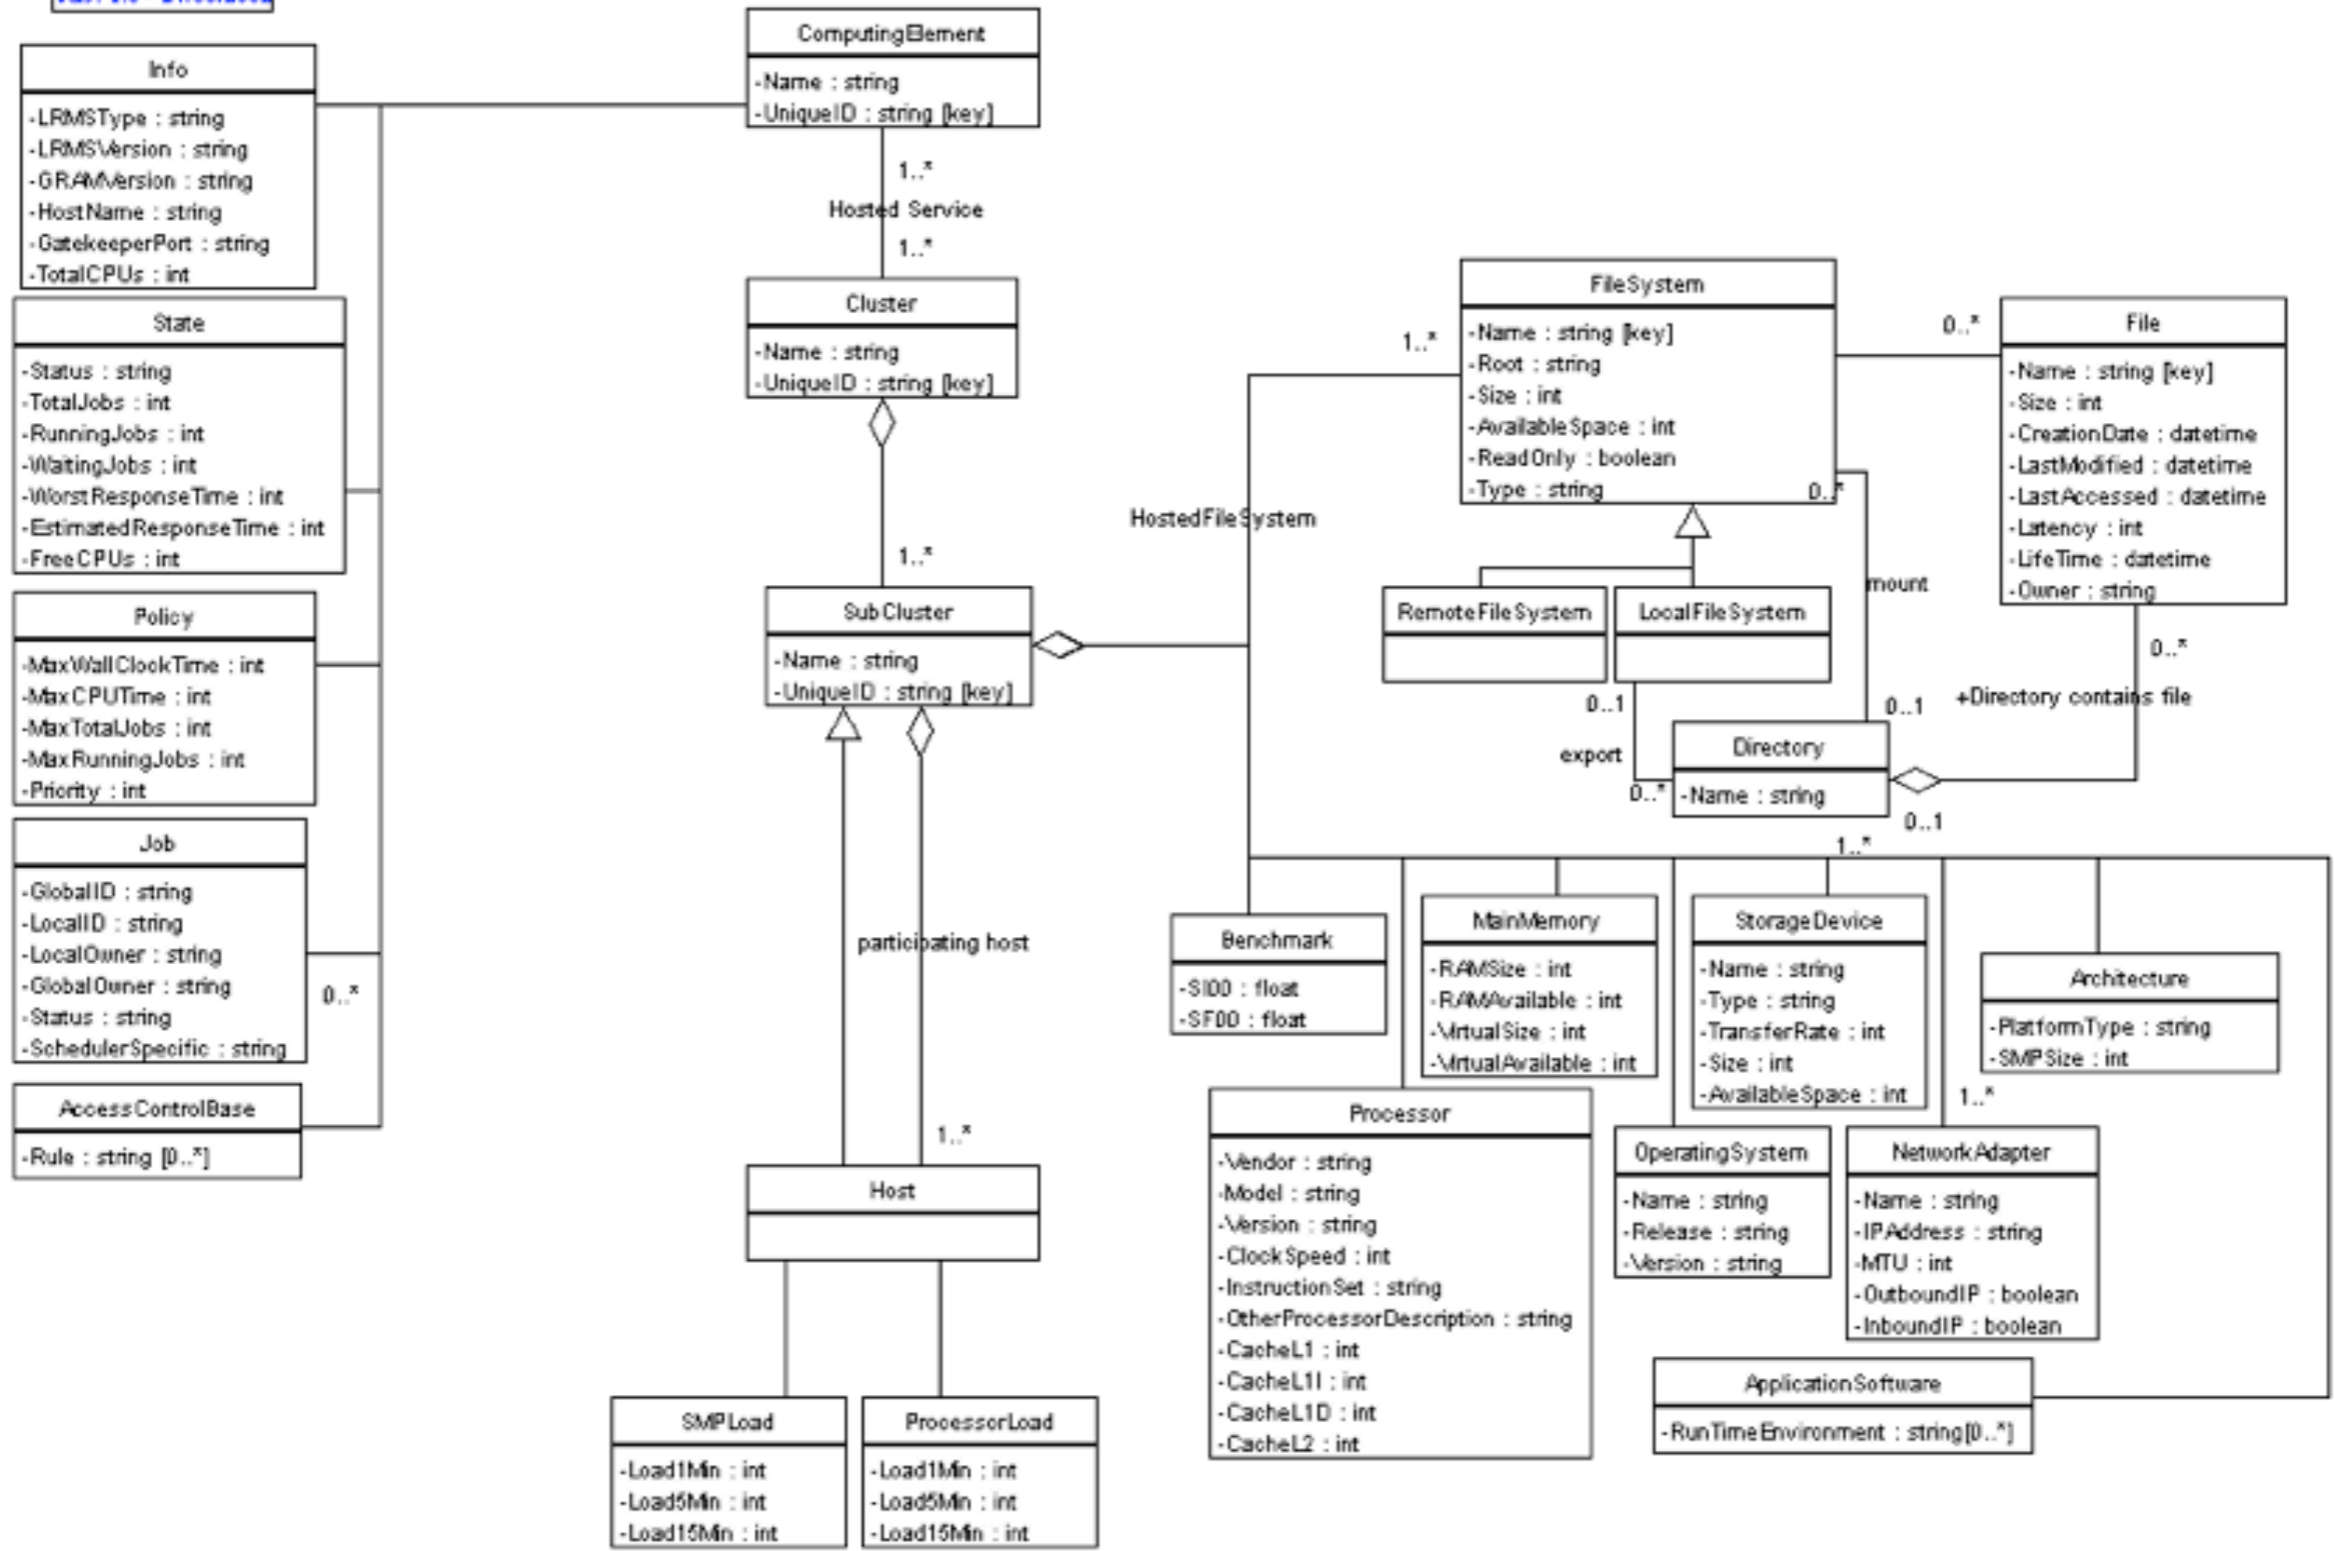 ComputingElement
-Name : string
-UniqueID : string [key]
Info
-LRMSType : string
-LRMSVersion : string
-GRAMVersion : string
-HostName : string
-GatekeeperPort : string
-TotalCPUs : int
State
-Status : string
-TotalJobs : int
-RunningJobs : int
-WaitingJobs : int
-WorstResponseTime : int
-EstimatedResponseTime : int
-FreeCPUs : int
Policy
-MaxWallClockTime : int
-MaxCPUTime : int
-MaxTotalJobs : int
-MaxRunningJobs : int
-Priority : int
Job
-GlobalID : string
-LocalID : string
-LocalOwner : string
-GlobalOwner : string
-Status : string
-SchedulerSpecific : string
0..*
AccessControlBase
-Rule : string [0..*]
1..*
Hosted Service
1..*
Cluster
-Name : string
-UniqueID : string [key]
1..*
SubCluster
-Name : string
-UniqueID : string [key]
participating host
1..*
Host
SMPLoad
-Load1Min : int
-Load5Min : int
-Load15Min : int
ProcessorLoad
-Load1Min : int
-Load5Min : int
-Load15Min : int
HostedFileSystem
1..*
FileSystem
-Name : string [key]
-Root : string
-Size : int
-AvailableSpace : int
-ReadOnly : boolean
-Type : string
0..*
0..*
File
-Name : string [key]
-Size : int
-CreationDate : datetime
-LastModified : datetime
-LastAccessed : datetime
-Latency : int
-LifeTime : datetime
-Owner : string
RemoteFileSystem
LocalFileSystem
mount
0..*
0..1
0..1
+Directory contains file
export
Directory
-Name : string
0..*
0..1
1..*
Benchmark
-SI00 : float
-SF00 : float
MainMemory
-RAMSize : int
-RAMAvailable : int
-VirtualSize : int
-VirtualAvailable : int
StorageDevice
-Name : string
-Type : string
-TransferRate : int
-Size : int
-AvailableSpace : int
Architecture
-PlatformType : string
-SMPSize : int
1..*
Processor
-Vendor : string
-Model : string
-Version : string
-ClockSpeed : int
-InstructionSet : string
-OtherProcessorDescription : string
-CacheL1 : int
-CacheL1I : int
-CacheL1D : int
-CacheL2 : int
OperatingSystem
-Name : string
-Release : string
-Version : string
NetworkAdapter
-Name : string
-IPAddress : string
-MTU : int
-OutboundIP : boolean
-InboundIP : boolean
ApplicationSoftware
-RunTimeEnvironment : string[0..*]